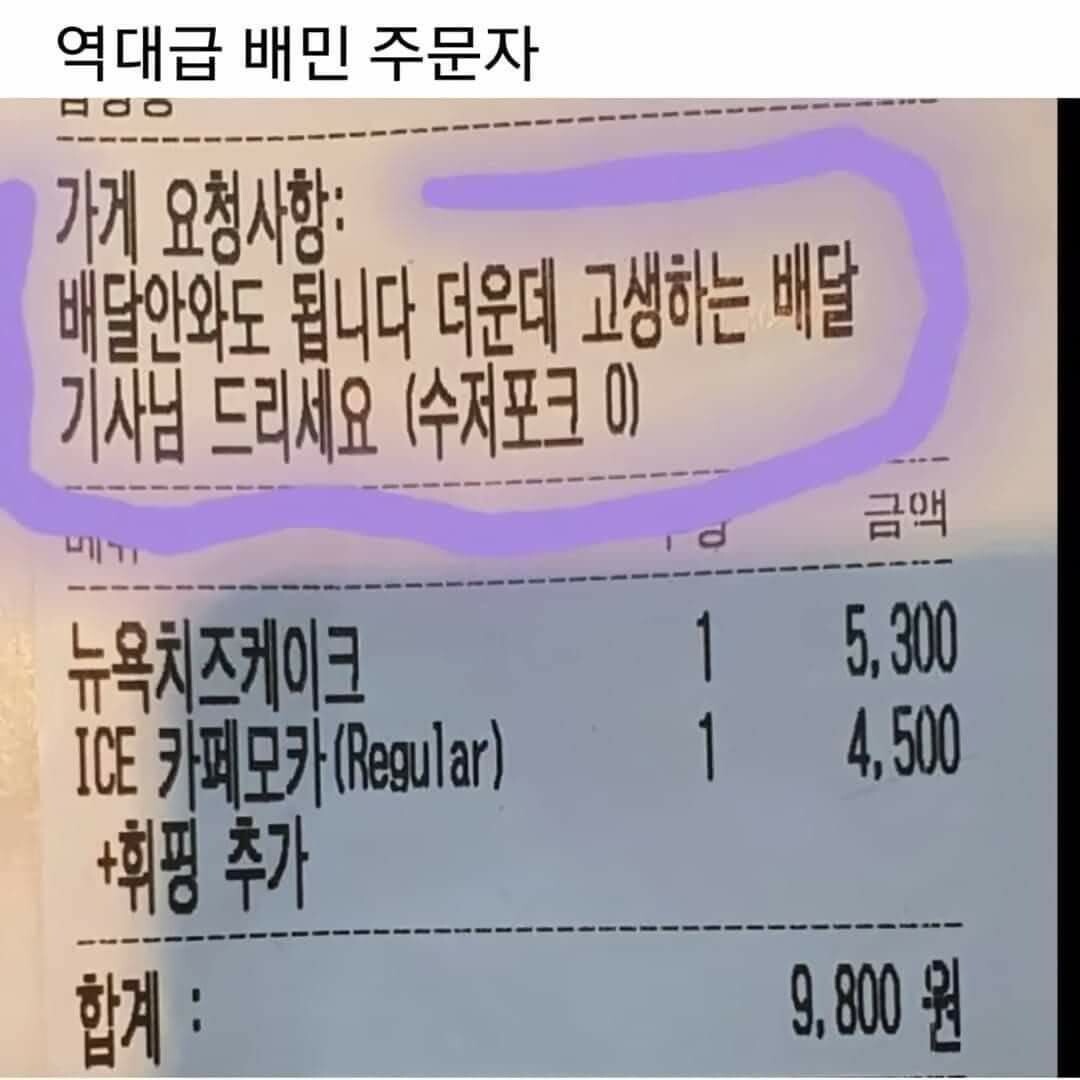 역대급 배민 주문자
가게 요청사항:
배달안와도 됩니다 더운데 고생하는 배달
기사님 드리세요 (수저포크 O)
금액
뉴욕치즈케이크 1 5,300
ICE 카페모카(Regular) 1 4,500
+휘핑 추가
합계 : 9,800 원